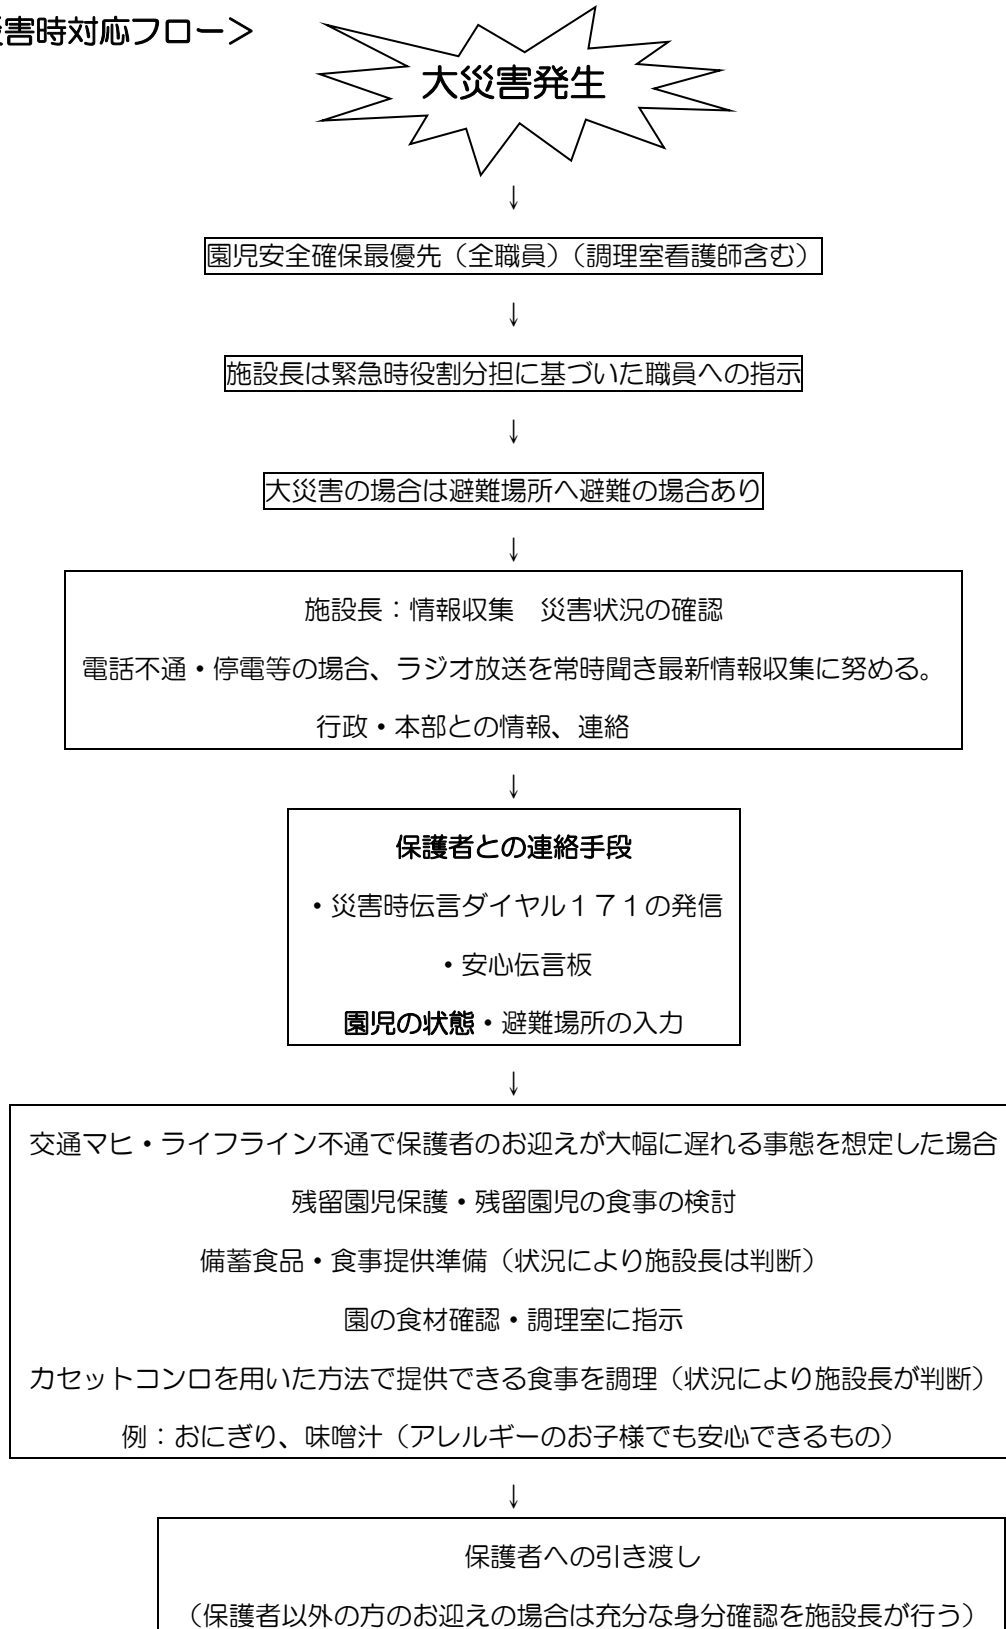 害時対応フロー＞
大災害発生
↓
園児安全確保最優先（全職員）（調理室看護師含む）
↓
施設長は緊急時役割分担に基づいた職員への指示
↓
大災害の場合は避難場所へ避難の場合あり
↓
施設長：情報収集　災害状況の確認
電話不通・停電等の場合、ラジオ放送を常時聞き最新情報収集に努める。
行政・本部との情報、連絡
↓
保護者との連絡手段
・災害時伝言ダイヤル１７１の発信
・安心伝言板
園児の状態・避難場所の入力
↓
交通マヒ・ライフライン不通で保護者のお迎えが大幅に遅れる事態を想定した場合
残留園児保護・残留園児の食事の検討
備蓄食品・食事提供準備（状況により施設長は判断）
園の食材確認・調理室に指示
カセットコンロを用いた方法で提供できる食事を調理（状況により施設長が判断）
例：おにぎり、味噌汁（アレルギーのお子様でも安心できるもの）
↓
保護者への引き渡し
（保護者以外の方のお迎えの場合は充分な身分確認を施設長が行う）